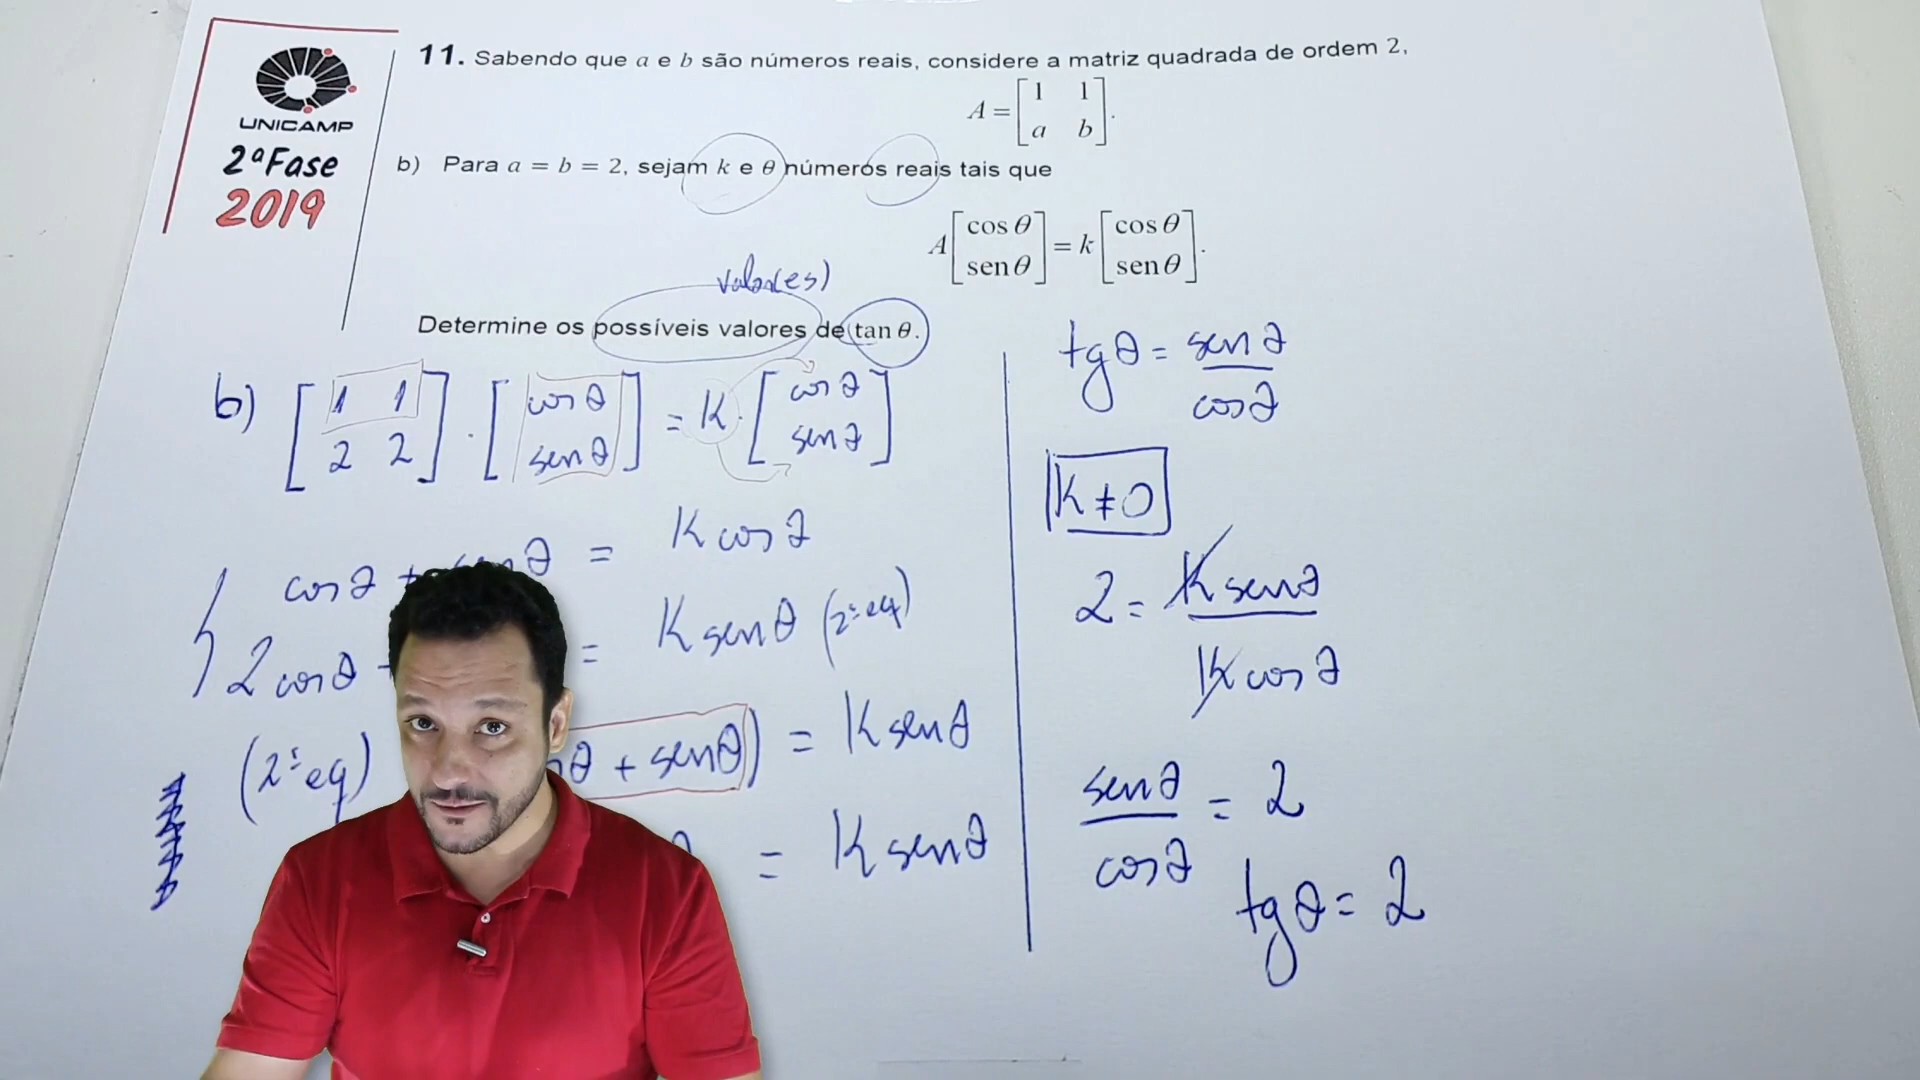 UNICAMP
2ª Fase
2019
11. Sabendo que a e b são números reais, considere a matriz quadrada de ordem 2,
A = [1 1
a b].
b) Para a = b = 2, sejam k e θ números reais tais que
A [cos θ
sen θ] = k [cos θ
sen θ].
valor(es)
Determine os possíveis valores de tan θ.
b) [1 1
2 2] · [cos θ
sen θ] = K · [cos θ
sen θ]
cos θ + sen θ = K cos θ
2 cos θ = K sen θ (2ª eq)
(2ª eq) θ + sen θ) = K sen θ
θ = K sen θ
tg θ = sen θ
cos θ
K ≠ 0
2 = K sen θ
K cos θ
sen θ = 2
cos θ
tg θ = 2